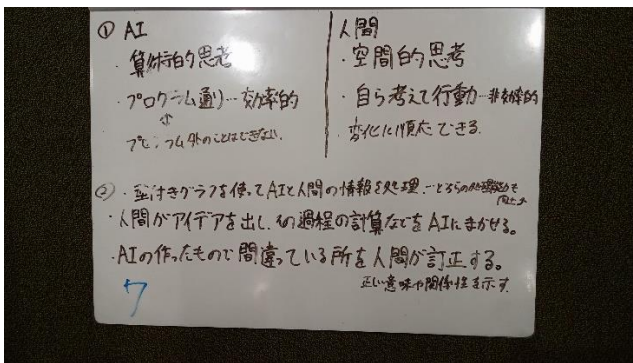 ① AI
・算術的思考
・プログラム通り…効率的
↕
プログラム外のことはできない.
人間
・空間的思考
・自ら考えて行動…非効率的
変化に順応できる.
② ・型付きグラフを使ってAIと人間の情報を処理…どちらの処理能力も向上
・人間がアイデアを出し、その過程の計算などをAIにまかせる。
・AIの作ったもので間違っている所を人間が訂正する。
正しい意味や関係性を示す
7